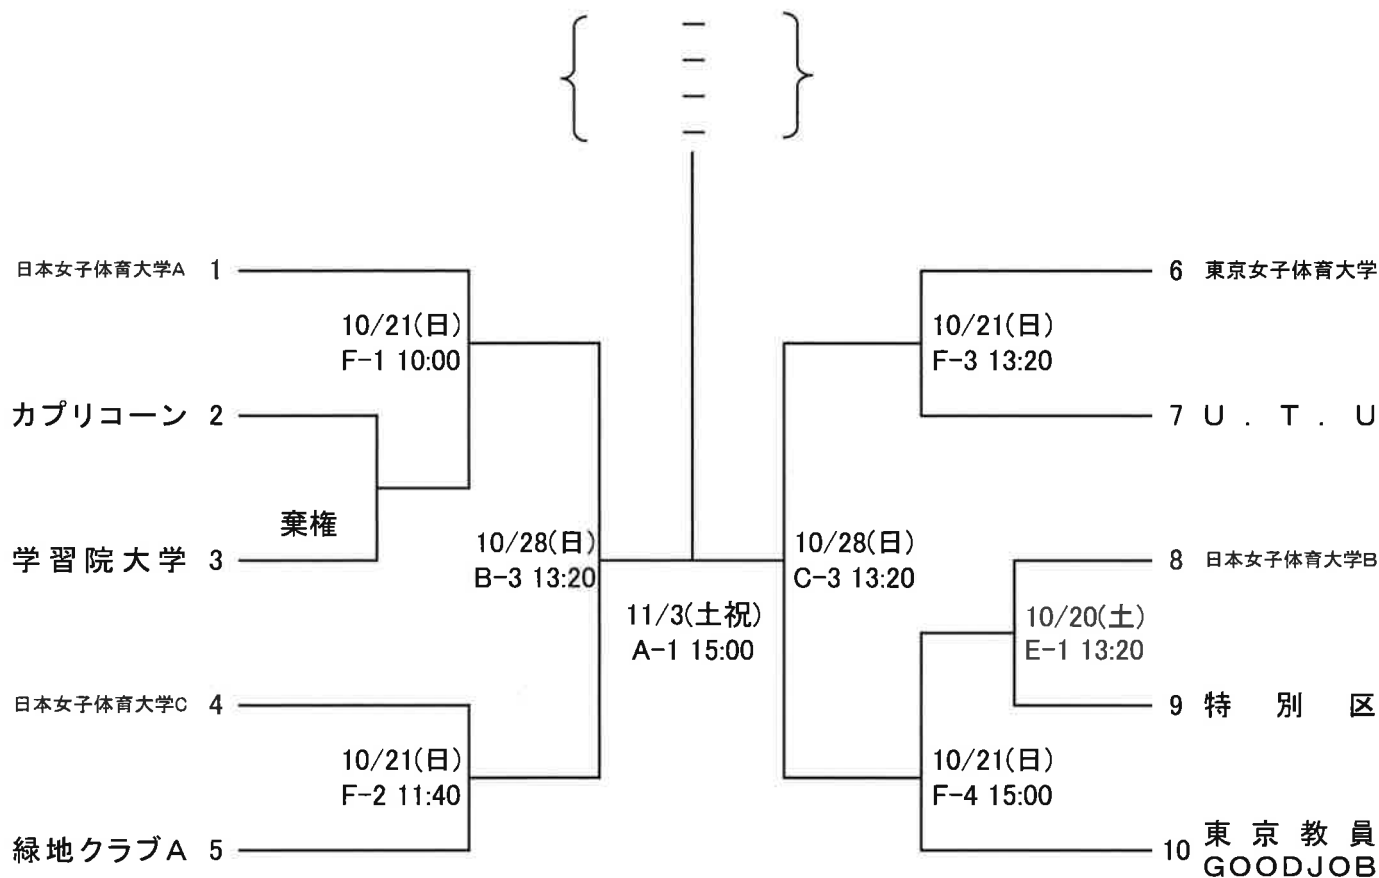 日本女子体育大学A 1
10/21(日)
F-1 10:00
カプリコーン 2
棄権
学習院大学 3
10/28(日)
B-3 13:20
日本女子体育大学C 4
10/21(日)
F-2 11:40
緑地クラブA 5
11/3(土祝)
A-1 15:00
6 東京女子体育大学
10/21(日)
F-3 13:20
7 U.T.U
10/28(日)
C-3 13:20
8 日本女子体育大学B
10/20(土)
E-1 13:20
9 特別区
10/21(日)
F-4 15:00
10 東京教員
GOODJOB